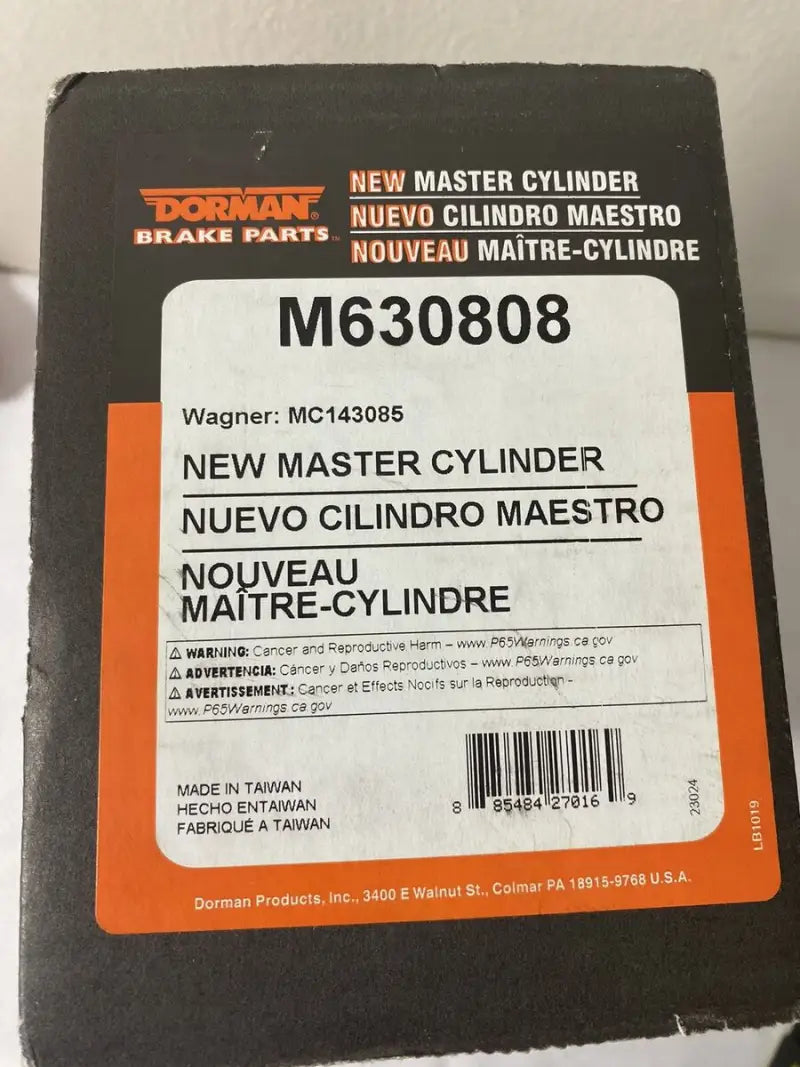 DORMAN®
BRAKE PARTS™
NEW MASTER CYLINDER
NUEVO CILINDRO MAESTRO
NOUVEAU MAÎTRE-CYLINDRE
M630808
Wagner: MC143085
NEW MASTER CYLINDER
NUEVO CILINDRO MAESTRO
NOUVEAU
MAÎTRE-CYLINDRE
⚠ WARNING: Cancer and Reproductive Harm – www.P65Warnings.ca.gov
⚠ ADVERTENCIA: Cáncer y Daños Reproductivos – www.P65Warnings.ca.gov
⚠ AVERTISSEMENT: Cancer et Effects Nocifs sur la Reproduction -
www.P65Warnings.ca.gov
MADE IN TAIWAN
HECHO ENTAIWAN
FABRIQUÉ A TAIWAN
8 85484 27016 9
23024
LB1019
Dorman Products, Inc., 3400 E Walnut St., Colmar PA 18915-9768 U.S.A.